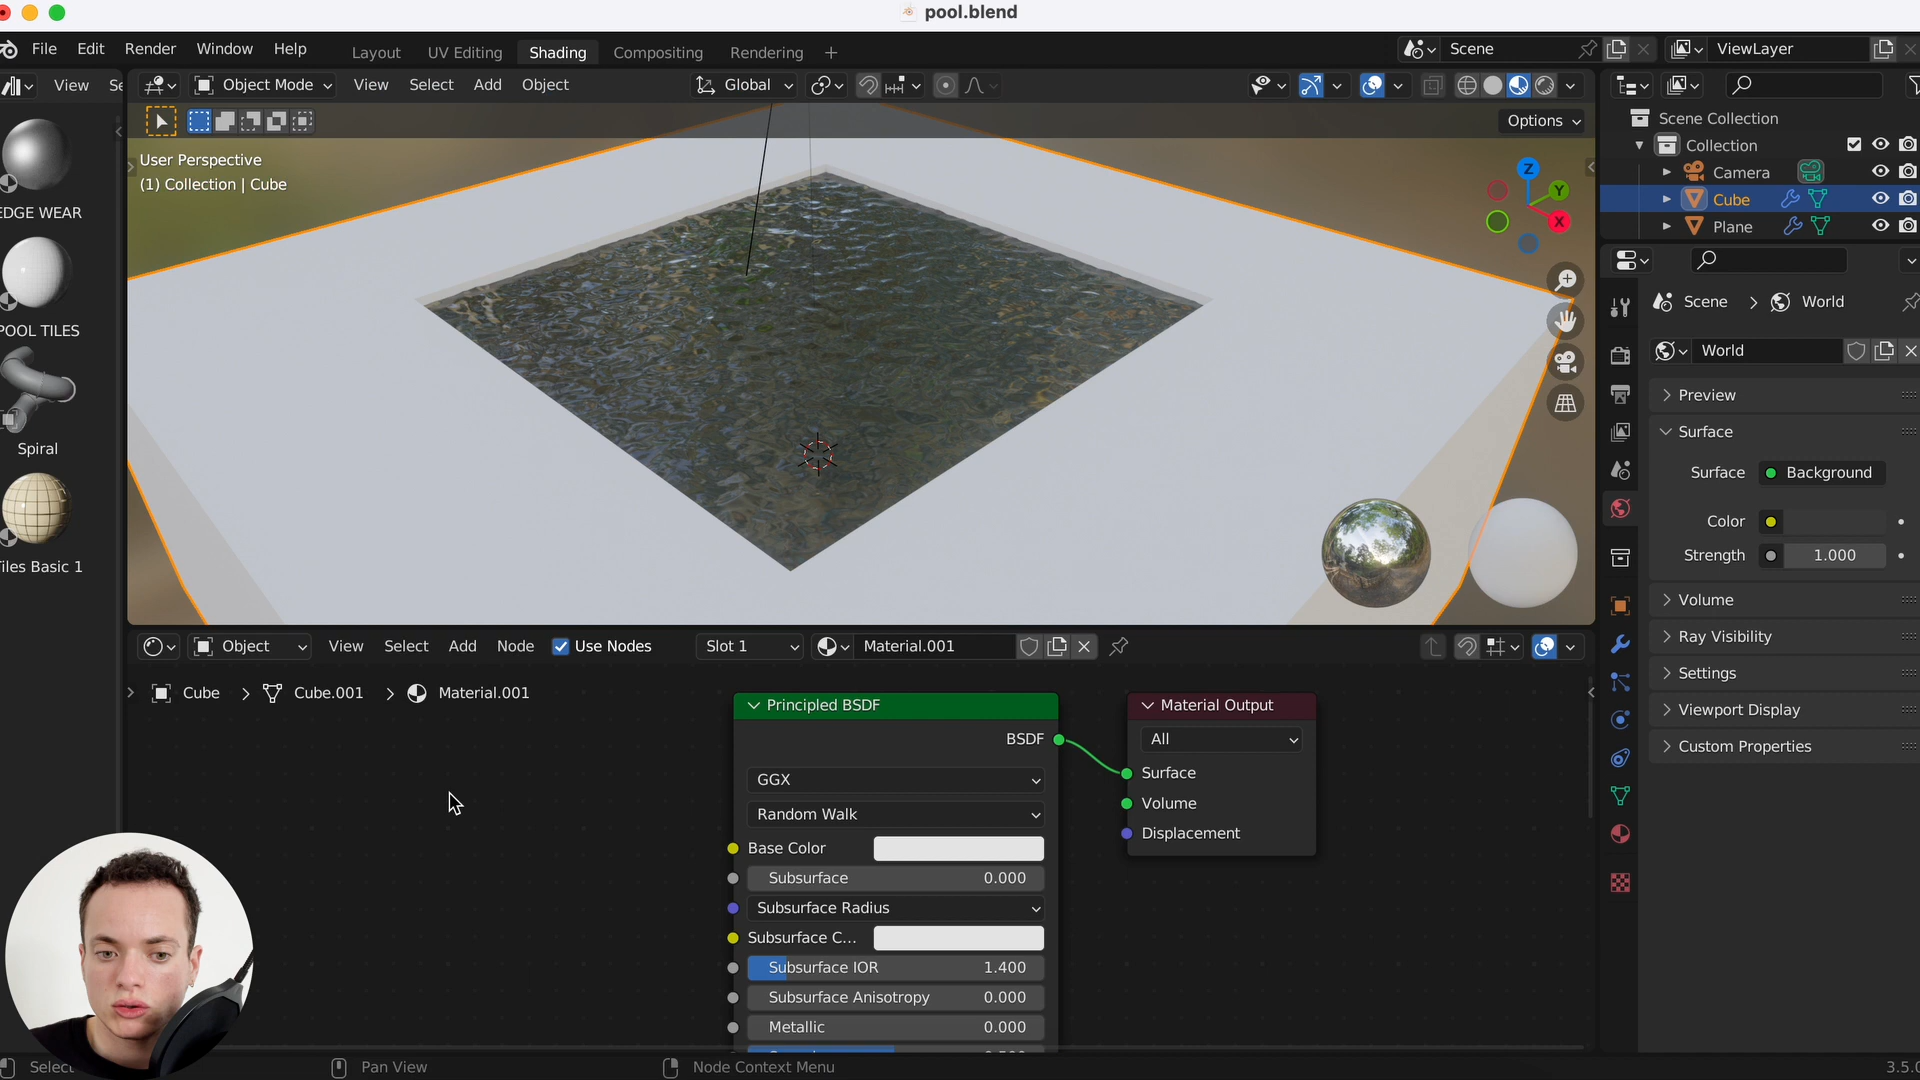 pool.blend
File Edit Render Window Help Layout UV Editing Shading Compositing Rendering + Scene ViewLayer
View Object Mode View Select Add Object Global
Options
User Perspective
(1) Collection | Cube
Z
Y
X
EDGE WEAR
POOL TILES
Spiral
Tiles Basic 1
Scene Collection
Collection
Camera
Cube
Plane
Scene > World
World
Preview
Surface
Surface Background
Color
Strength 1.000
Volume
Ray Visibility
Settings
Viewport Display
Custom Properties
Object View Select Add Node Use Nodes Slot 1 Material.001
Cube > Cube.001 > Material.001
Principled BSDF
BSDF
GGX
Random Walk
Base Color
Subsurface 0.000
Subsurface Radius
Subsurface C...
Subsurface IOR 1.400
Subsurface Anisotropy 0.000
Metallic 0.000
Material Output
All
Surface
Volume
Displacement
Select Pan View Node Context Menu 3.5.0